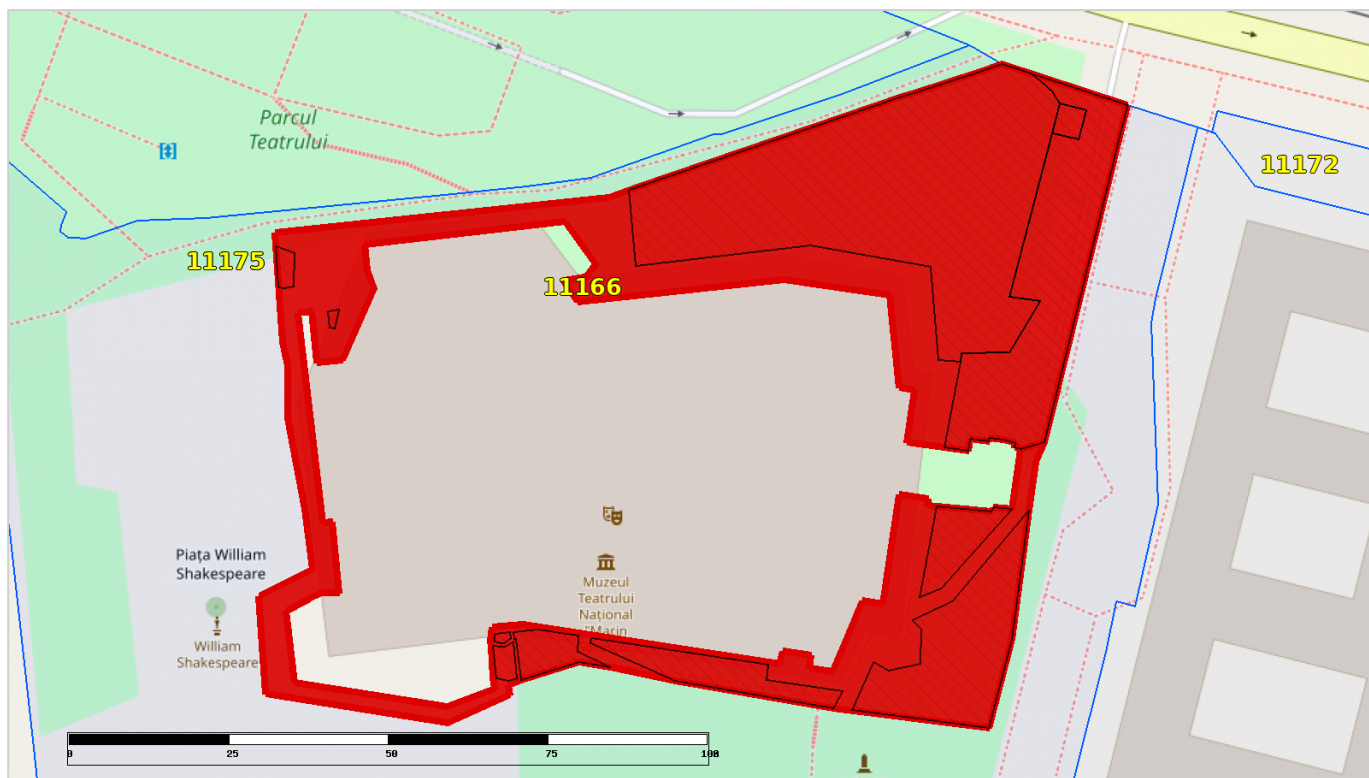 Parcul
Teatrului
11172
11175
11166
Piața William
Shakespeare
Muzeul
Teatrului
Național
"Marin
William
Shakespeare
0 25 50 75 100